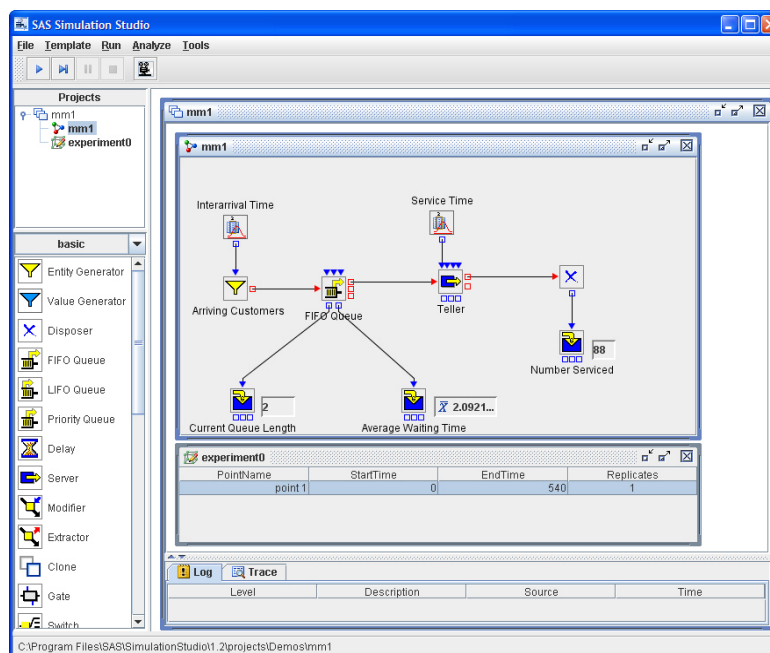 SAS Simulation Studio
File Template Run Analyze Tools
Projects
mm1
mm1
experiment0
basic
Entity Generator
Value Generator
Disposer
FIFO Queue
LIFO Queue
Priority Queue
Delay
Server
Modifier
Extractor
Clone
Gate
Switch
mm1
mm1
Interarrival Time
Service Time
Arriving Customers
FIFO Queue
Teller
88
Number Serviced
2
X 2.0921...
Current Queue Length
Average Waiting Time
experiment0
PointName StartTime EndTime Replicates
point 1 0 540 1
Log Trace
Level Description Source Time
C:\Program Files\SAS\SimulationStudio\1.2\projects\Demos\mm1